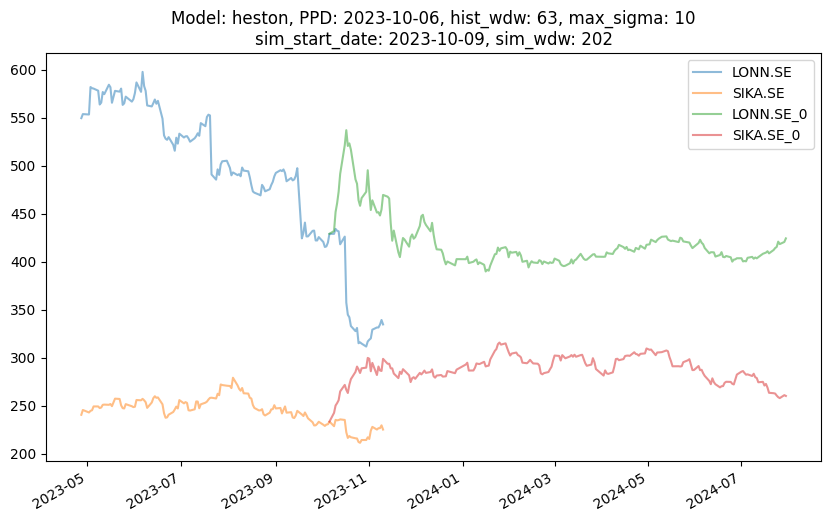 Model: heston, PPD: 2023-10-06, hist_wdw: 63, max_sigma: 10
sim_start_date: 2023-10-09, sim_wdw: 202
LONN.SE
SIKA.SE
LONN.SE_0
SIKA.SE_0
600
550
500
450
400
350
300
250
200
2023-05
2023-07
2023-09
2023-11
2024-01
2024-03
2024-05
2024-07